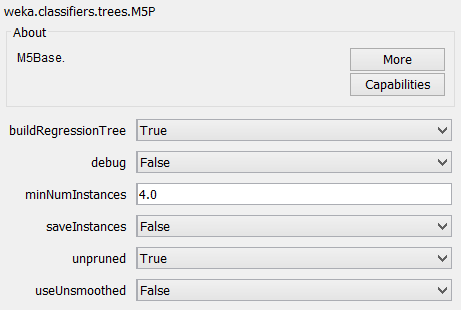 weka.classifiers.trees.M5P
About
M5Base.
More
Capabilities
buildRegressionTree True
debug False
minNumInstances 4.0
saveInstances False
unpruned True
useUnsmoothed False